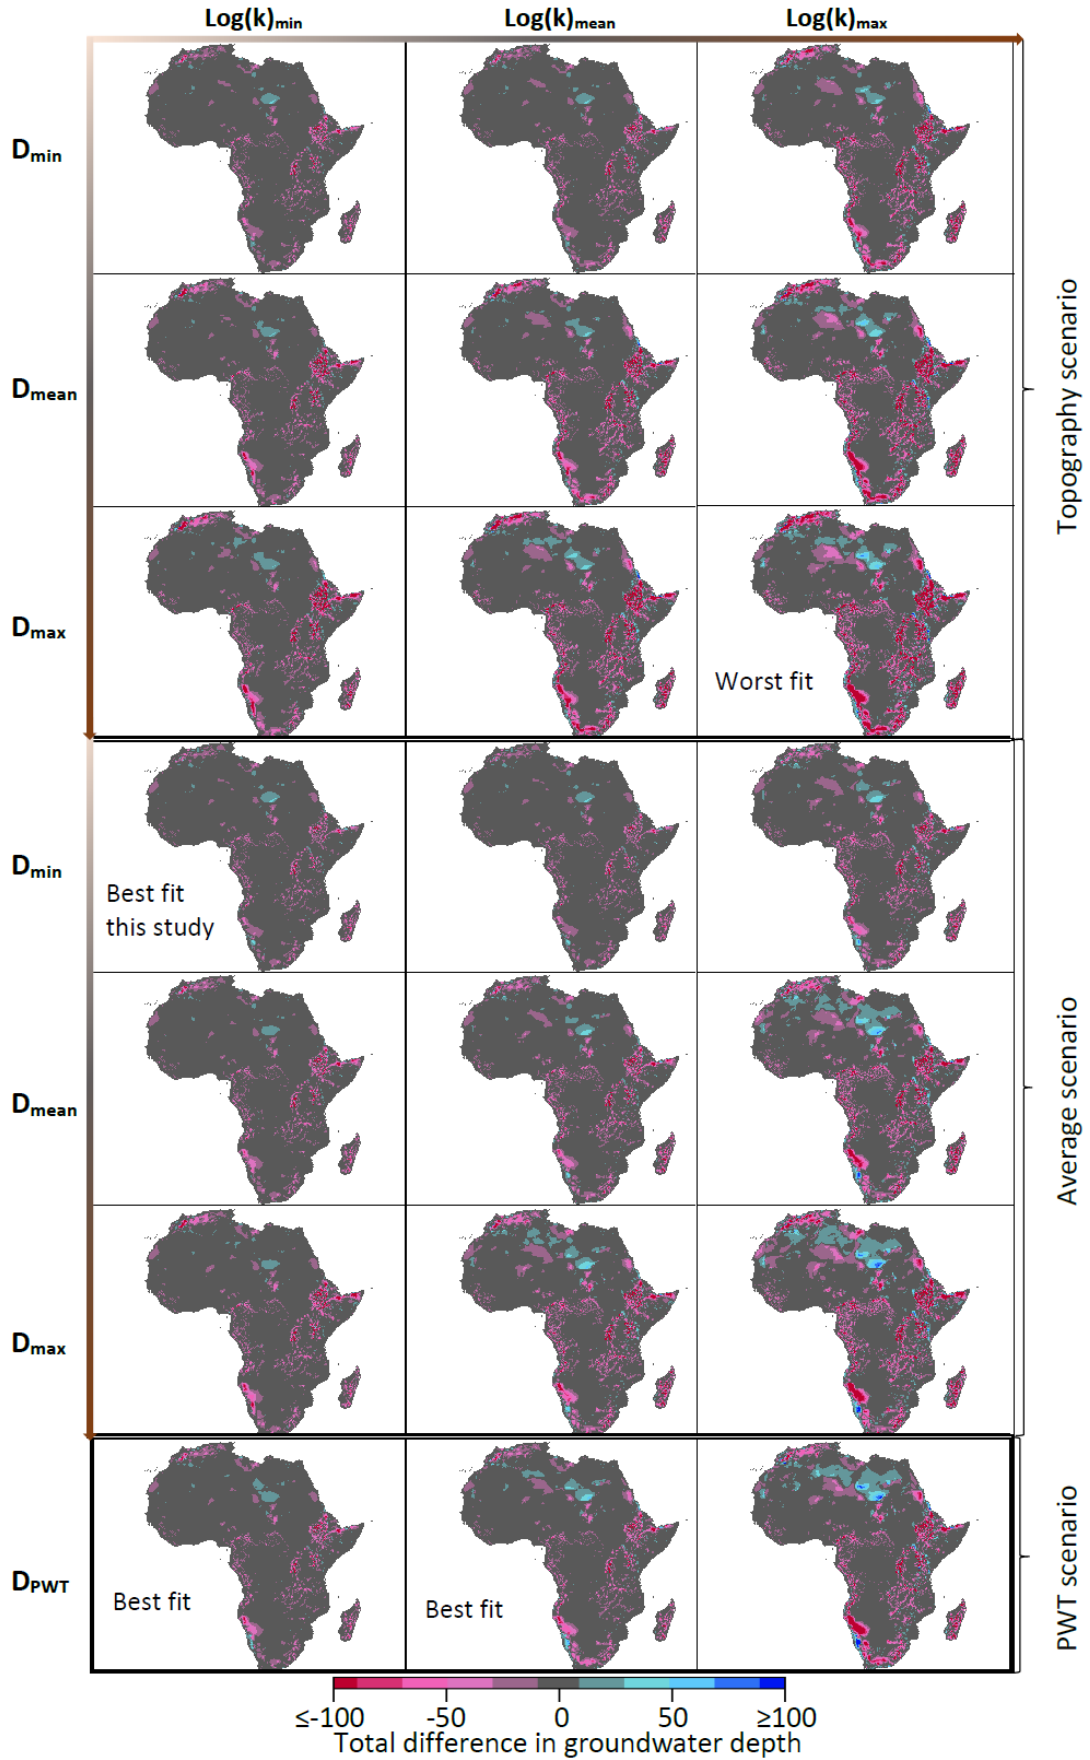 Log(k)min Log(k)mean Log(k)max
Dmin
Dmean
Dmax
Worst fit
Topography scenario
Dmin
Best fit
this study
Dmean
Dmax
Average scenario
DPWT
Best fit
Best fit
PWT scenario
≤-100 -50 0 50 ≥100
Total difference in groundwater depth